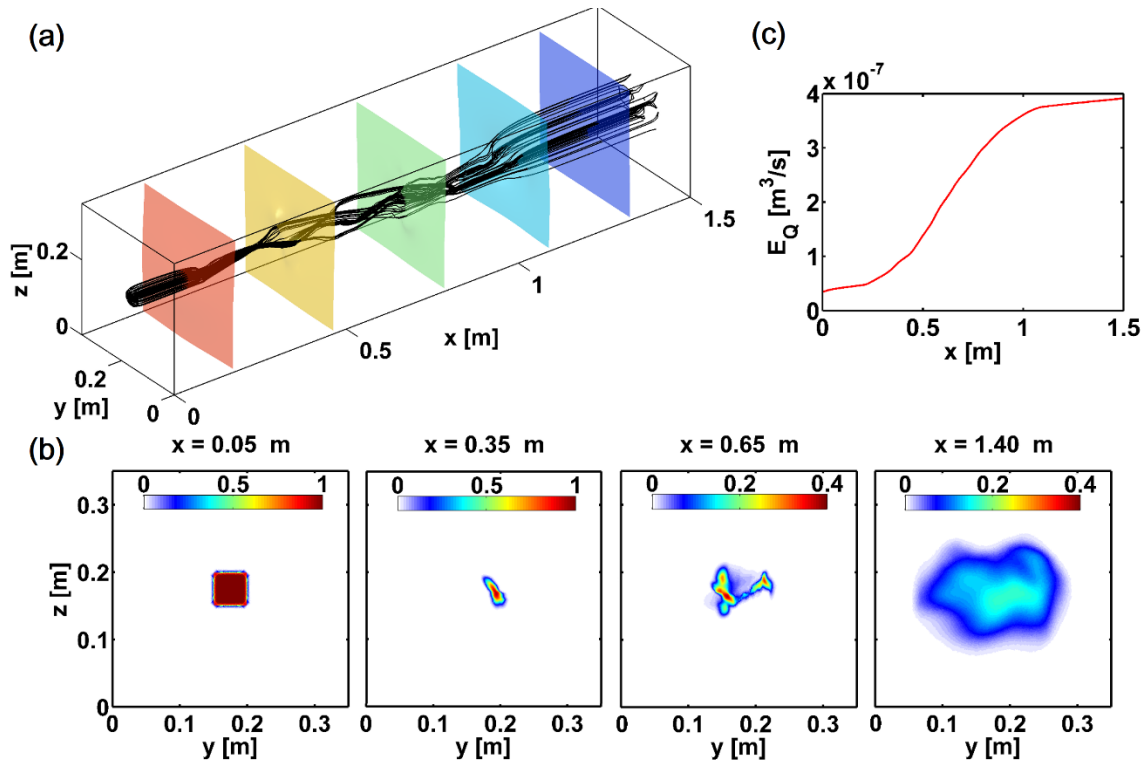 (a)
z [m]
0.2
0
y [m]
0.2
0
0
0.5
x [m]
1
1.5
(c)
x 10⁻⁷
E_Q [m³/s]
4
3
2
1
0
0
0.5
1
1.5
x [m]
(b)
x = 0.05 m
x = 0.35 m
x = 0.65 m
x = 1.40 m
0 0.5 1
0 0.5 1
0 0.2 0.4
0 0.2 0.4
z [m]
0.3
0.2
0.1
0
0 0.1 0.2 0.3
0 0.1 0.2 0.3
0 0.1 0.2 0.3
0 0.1 0.2 0.3
y [m]
y [m]
y [m]
y [m]